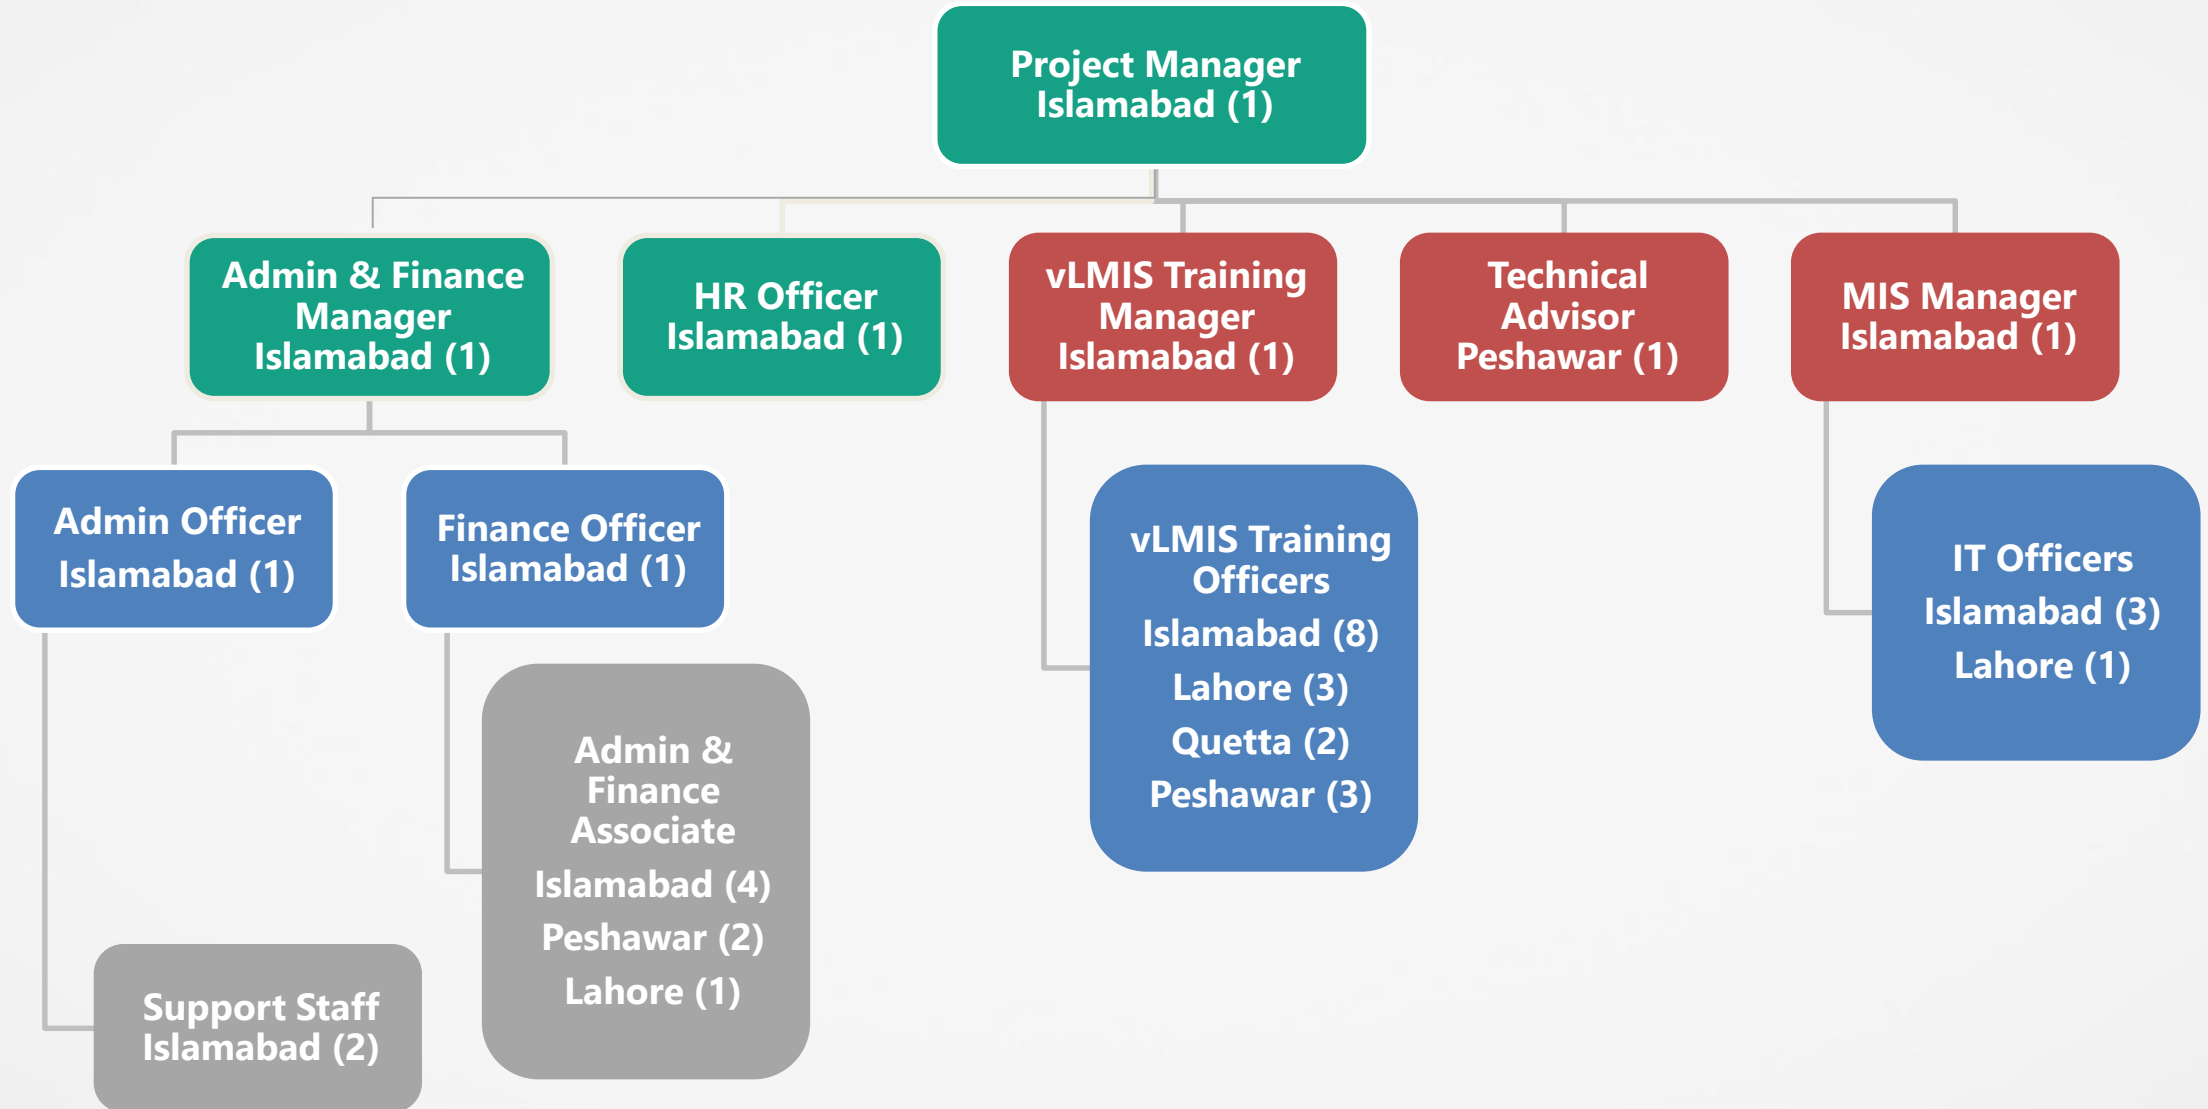 Project Manager
Islamabad (1)
Admin & Finance
Manager
Islamabad (1)
HR Officer
Islamabad (1)
vLMIS Training
Manager
Islamabad (1)
Technical
Advisor
Peshawar (1)
MIS Manager
Islamabad (1)
Admin Officer
Islamabad (1)
Finance Officer
Islamabad (1)
vLMIS Training
Officers
Islamabad (8)
Lahore (3)
Quetta (2)
Peshawar (3)
IT Officers
Islamabad (3)
Lahore (1)
Admin &
Finance
Associate
Islamabad (4)
Peshawar (2)
Lahore (1)
Support Staff
Islamabad (2)